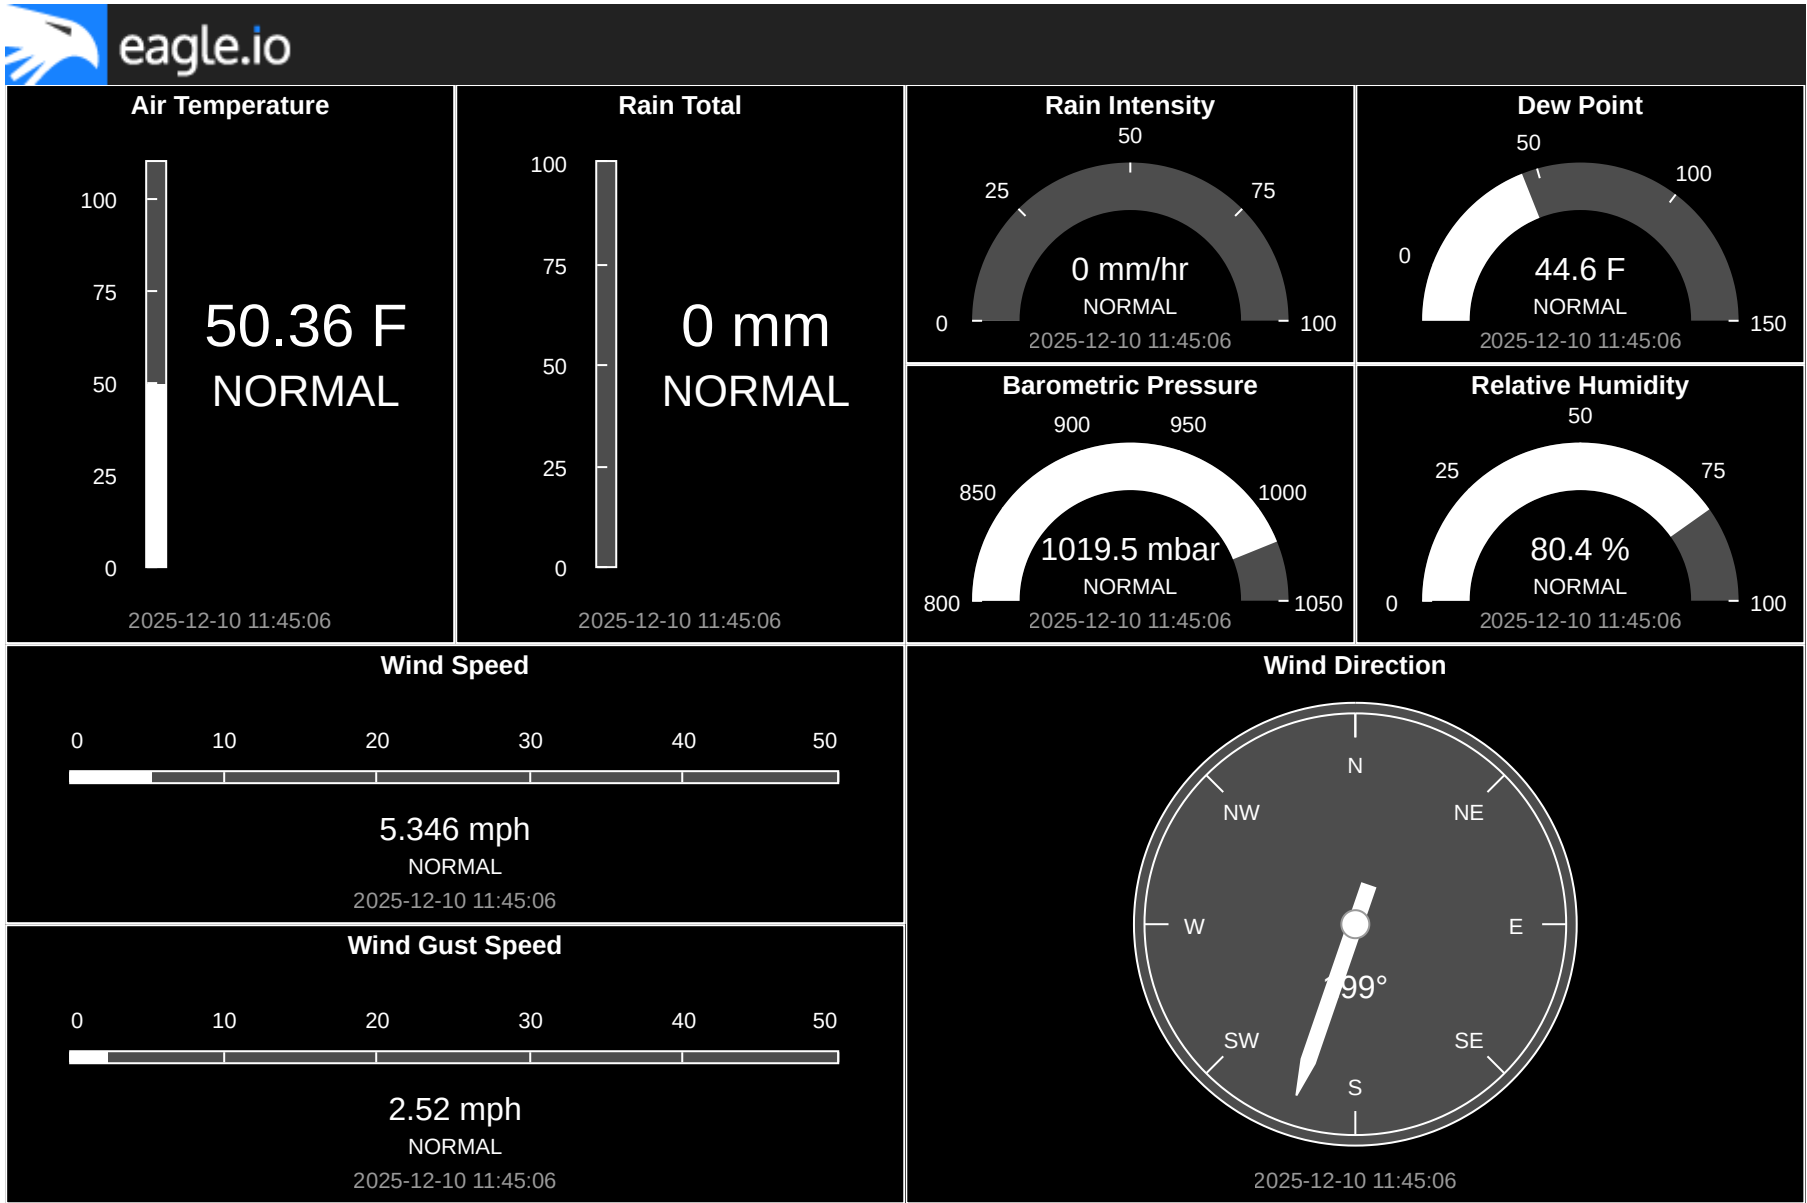 eagle.io
Air Temperature
100
75
50
25
0
50.36 F
NORMAL
2025-12-10 11:45:06
Rain Total
100
75
50
25
0
0 mm
NORMAL
2025-12-10 11:45:06
Rain Intensity
50
25
75
0
100
0 mm/hr
NORMAL
2025-12-10 11:45:06
Dew Point
50
100
0
150
44.6 F
NORMAL
2025-12-10 11:45:06
Barometric Pressure
900
950
850
1000
800
1050
1019.5 mbar
NORMAL
2025-12-10 11:45:06
Relative Humidity
50
25
75
0
100
80.4 %
NORMAL
2025-12-10 11:45:06
Wind Speed
0 10 20 30 40 50
5.346 mph
NORMAL
2025-12-10 11:45:06
Wind Gust Speed
0 10 20 30 40 50
2.52 mph
NORMAL
2025-12-10 11:45:06
Wind Direction
N
NW NE
W E
SW SE
S
2025-12-10 11:45:06